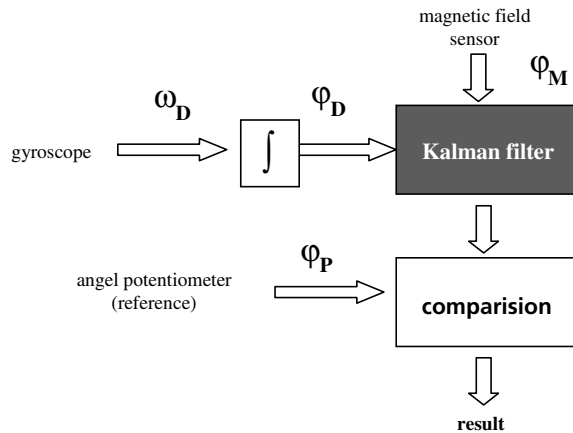 magnetic field
sensor
φM
ωD
φD
gyroscope
∫
Kalman filter
φP
angel potentiometer
(reference)
comparision
result